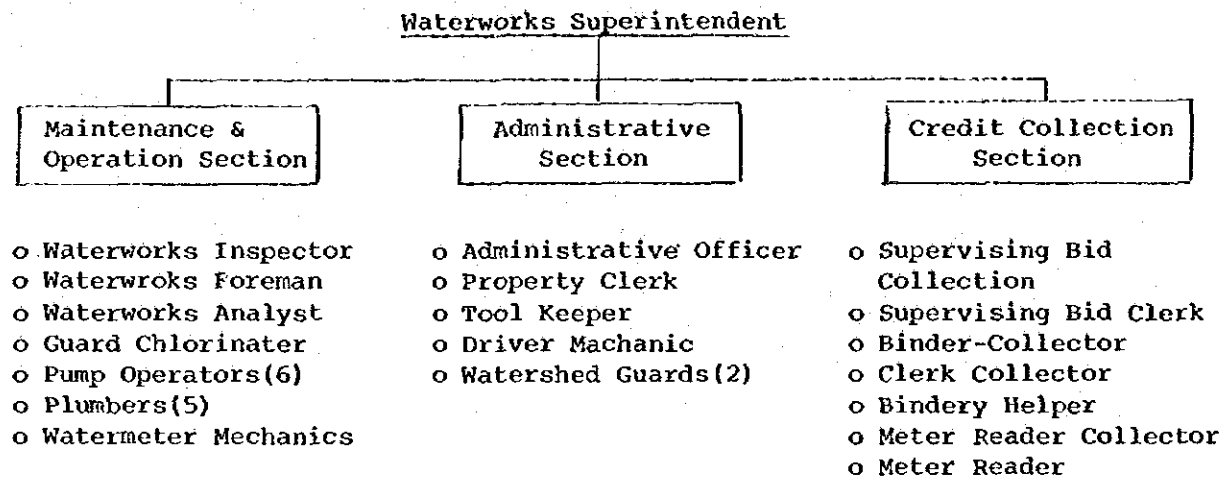 Waterworks Superintendent
Maintenance &
Operation Section
Administrative
Section
Credit Collection
Section
o Waterworks Inspector
o Waterwroks Foreman
o Waterworks Analyst
o Guard Chlorinater
o Pump Operators(6)
o Plumbers(5)
o Watermeter Mechanics
o Administrative Officer
o Property Clerk
o Tool Keeper
o Driver Machanic
o Watershed Guards(2)
o Supervising Bid
Collection
o Supervising Bid Clerk
o Binder-Collector
o Clerk Collector
o Bindery Helper
o Meter Reader Collector
o Meter Reader